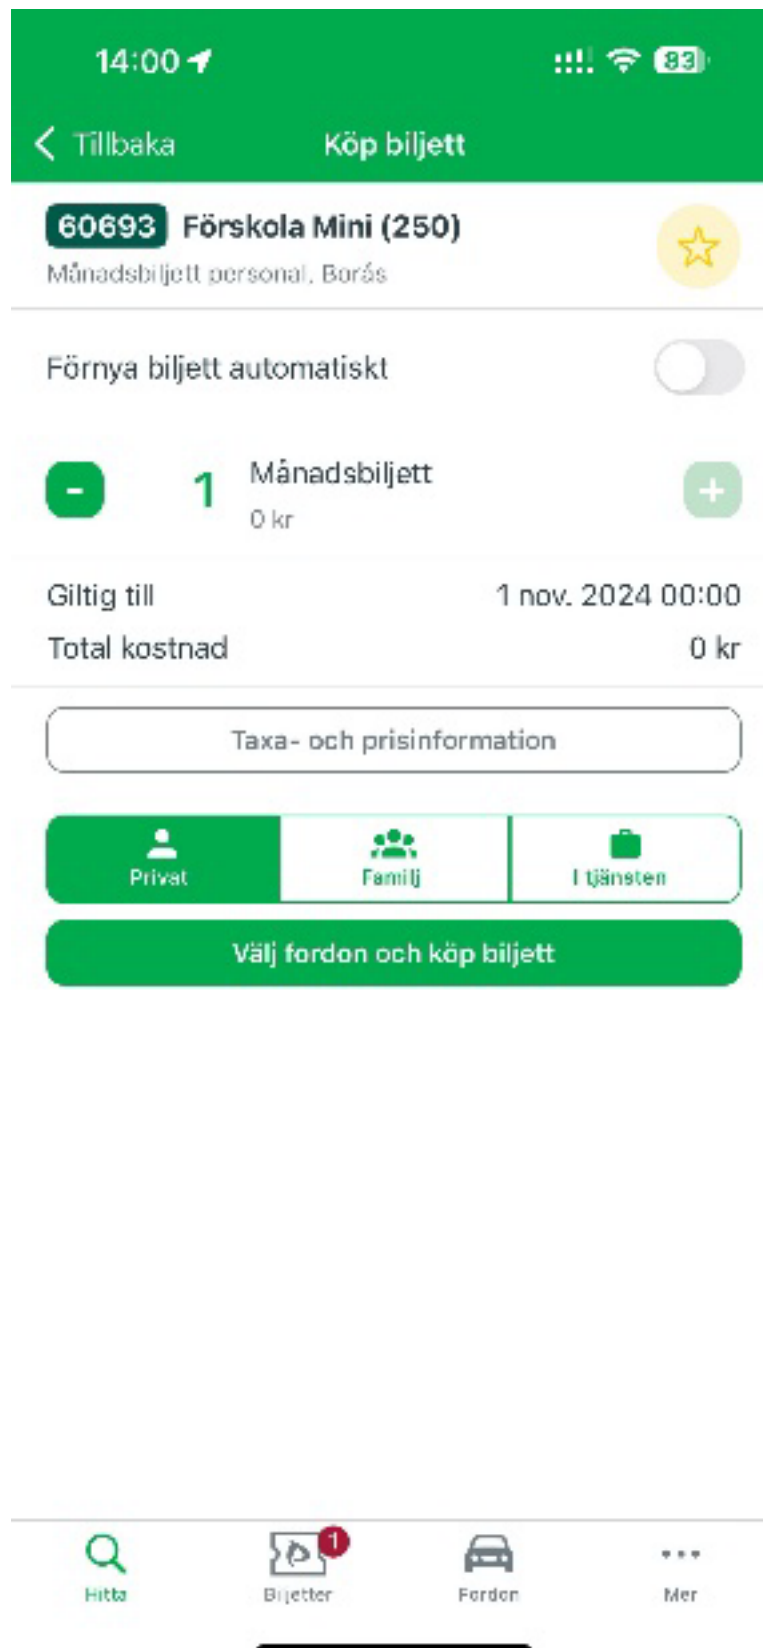 14:00
83
Tillbaka
Köp biljett
60693 Förskola Mini (250)
Månadsbiljett personal, Borås
Förnya biljett automatiskt
- 1 Månadsbiljett +
0 kr
Giltig till 1 nov. 2024 00:00
Total kostnad 0 kr
Taxa- och prisinformation
Privat Familj I tjänsten
Välj fordon och köp biljett
1
Hitta Biljetter Fordon Mer